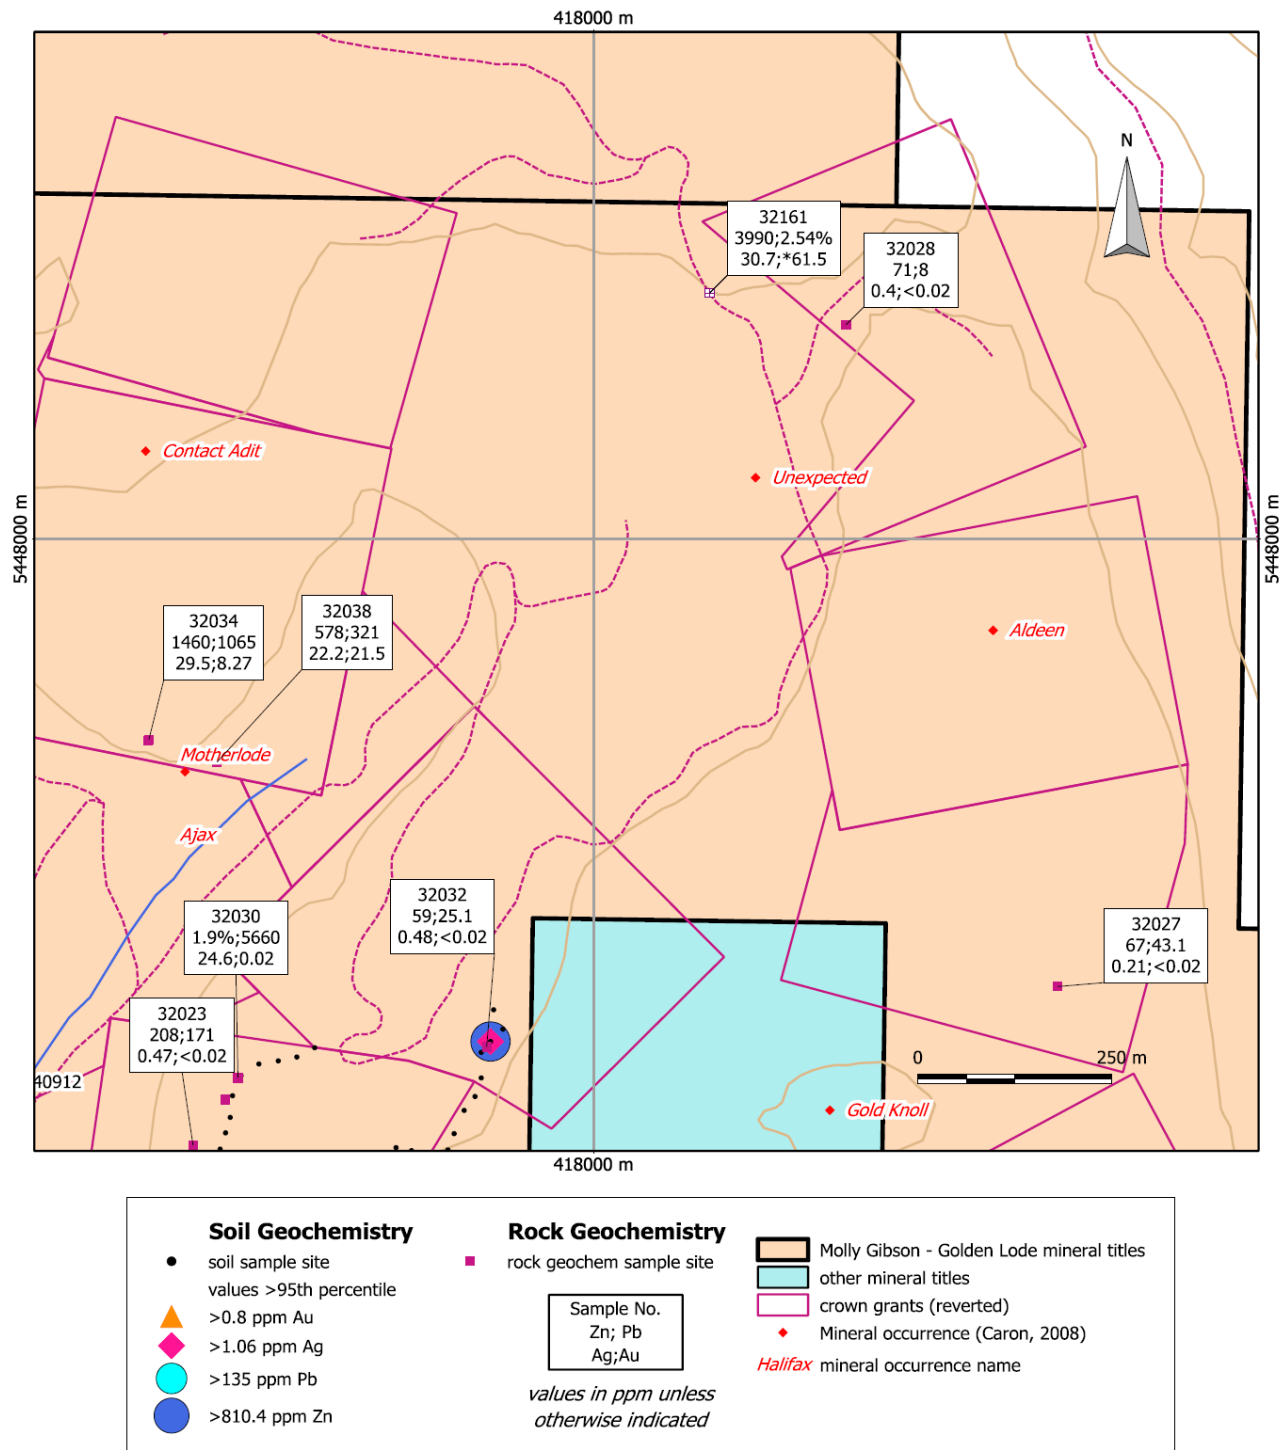 418000 m
N
32161
3990;2.54%
30.7;*61.5
32028
71;8
0.4;<0.02
Contact Adit
Unexpected
5448000 m
5448000 m
32034
1460;1065
29.5;8.27
32038
578;321
22.2;21.5
Aldeen
Motherlode
Ajax
32032
59;25.1
0.48;<0.02
32030
1.9%;5660
24.6;0.02
32027
67;43.1
0.21;<0.02
32023
208;171
0.47;<0.02
0 250 m
40912
Gold Knoll
418000 m
Soil Geochemistry
soil sample site
values >95th percentile
>0.8 ppm Au
>1.06 ppm Ag
>135 ppm Pb
>810.4 ppm Zn
Rock Geochemistry
rock geochem sample site
Sample No.
Zn; Pb
Ag;Au
values in ppm unless
otherwise indicated
Molly Gibson - Golden Lode mineral titles
other mineral titles
crown grants (reverted)
Mineral occurrence (Caron, 2008)
Halifax mineral occurrence name